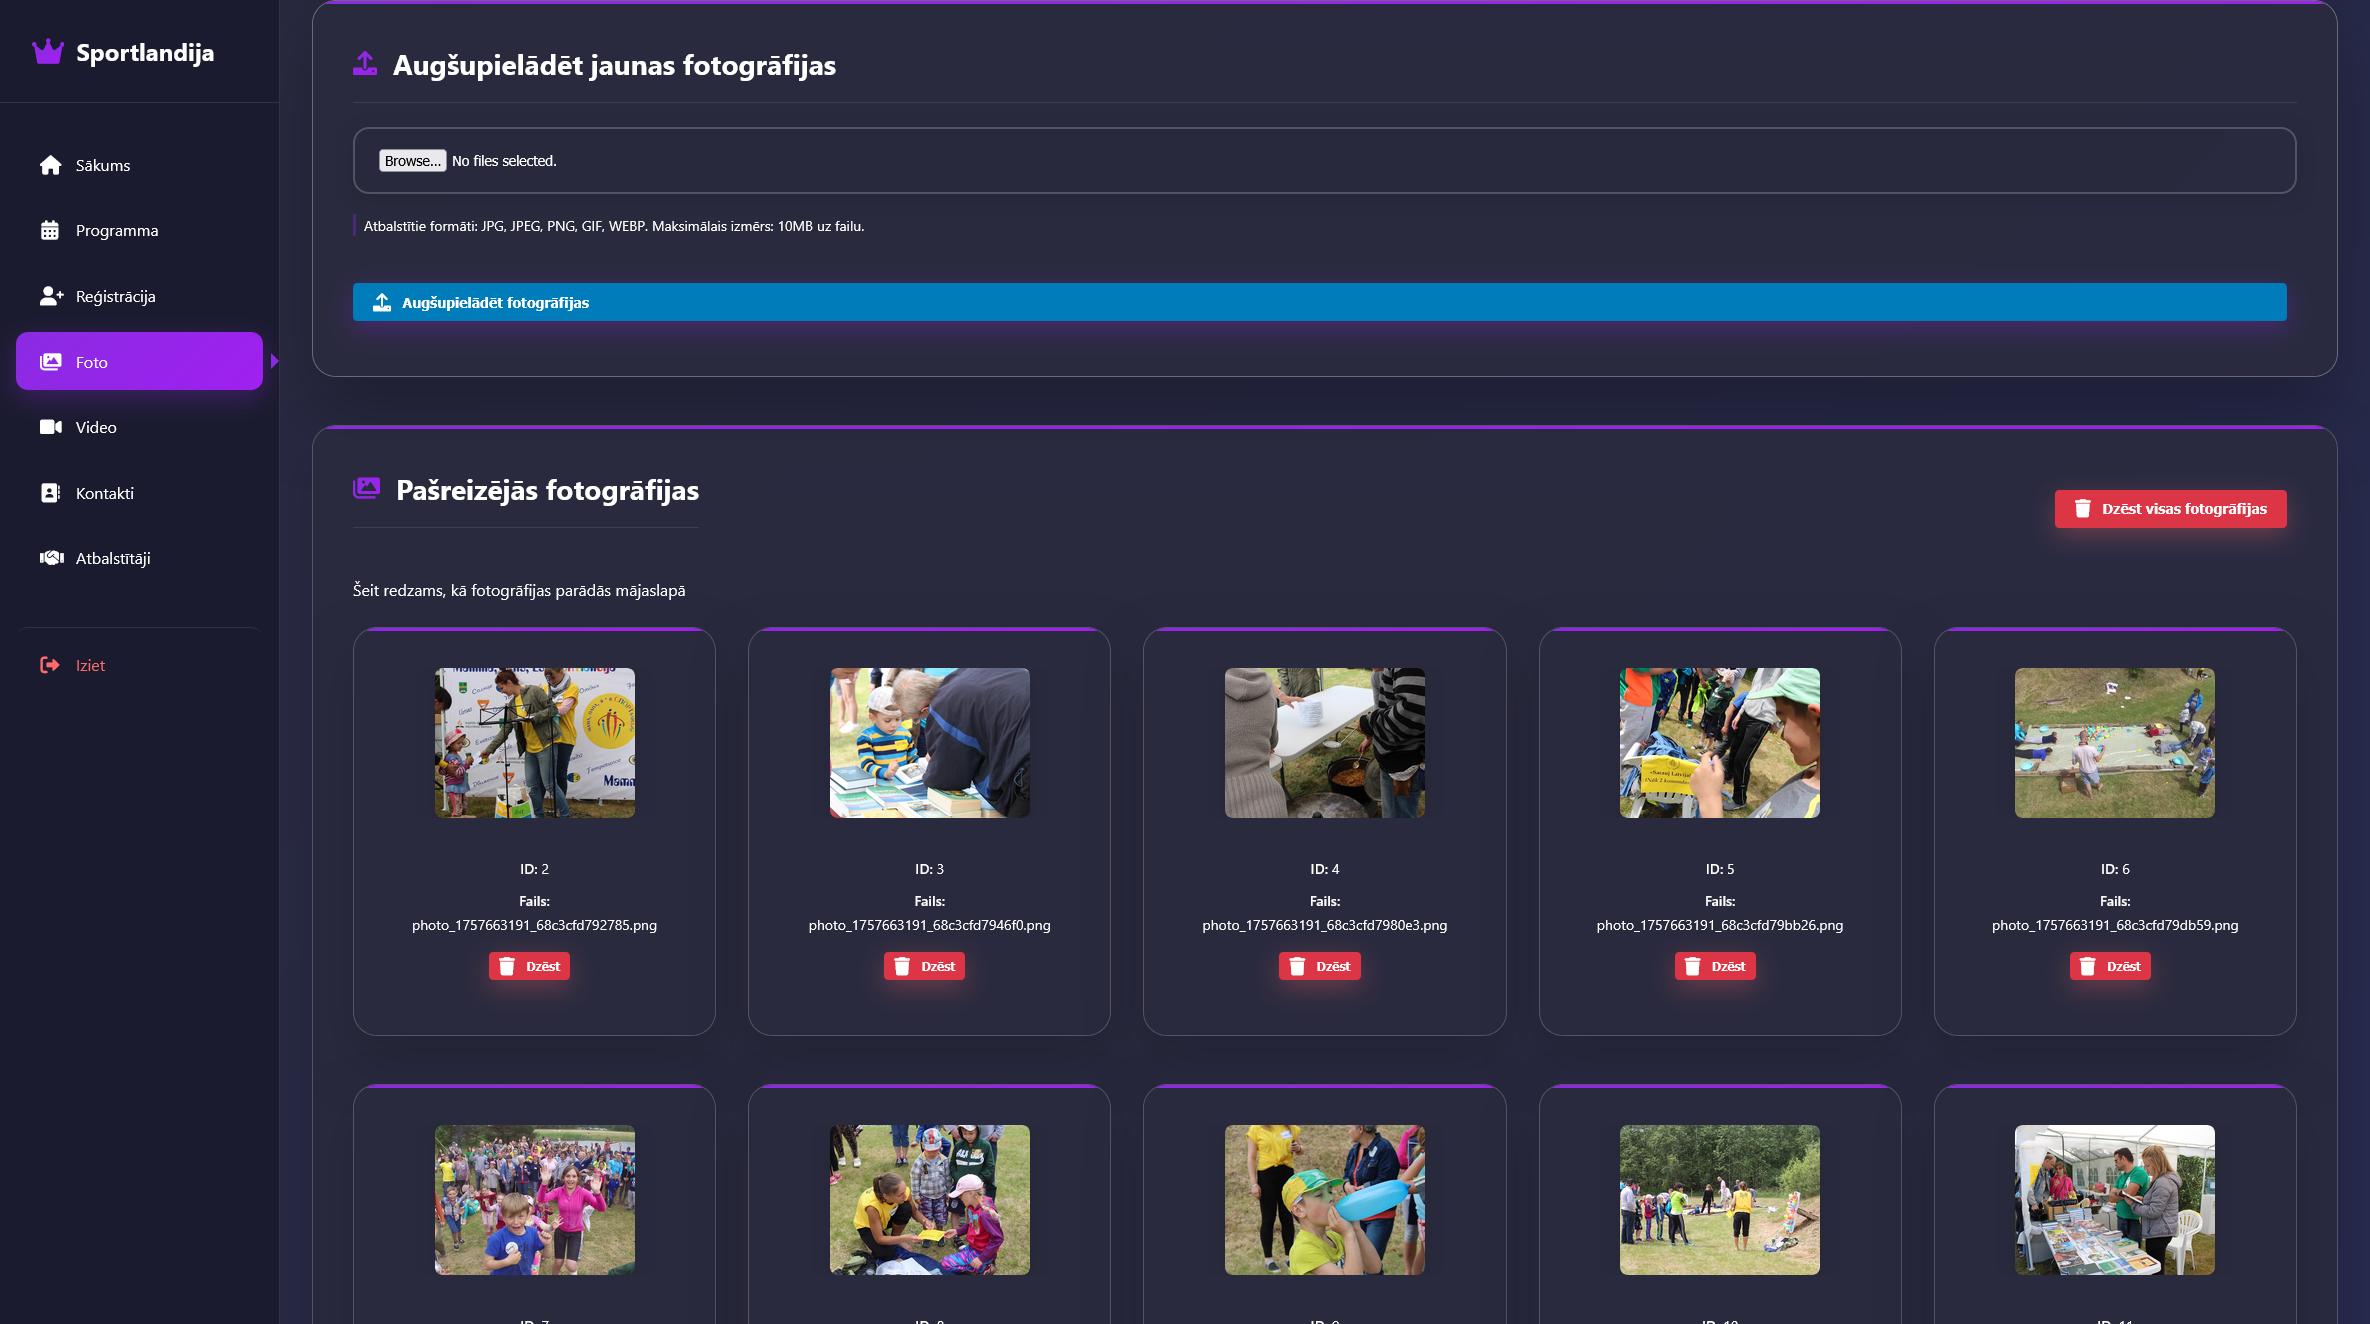 Sportlandija
Sākums
Programma
Reģistrācija
Foto
Video
Kontakti
Atbalstītāji
Iziet
Augšupielādēt jaunas fotogrāfijas
Browse... No files selected.
Atbalstītie formāti: JPG, JPEG, PNG, GIF, WEBP. Maksimālais izmērs: 10MB uz failu.
Augšupielādēt fotogrāfijas
Pašreizējās fotogrāfijas
Dzēst visas fotogrāfijas
Šeit redzams, kā fotogrāfijas parādās mājaslapā
ID: 2
Fails:
photo_1757663191_68c3cfd792785.png
Dzēst
ID: 3
Fails:
photo_1757663191_68c3cfd7946f0.png
Dzēst
ID: 4
Fails:
photo_1757663191_68c3cfd7980e3.png
Dzēst
ID: 5
Fails:
photo_1757663191_68c3cfd79bb26.png
Dzēst
ID: 6
Fails:
photo_1757663191_68c3cfd79db59.png
Dzēst